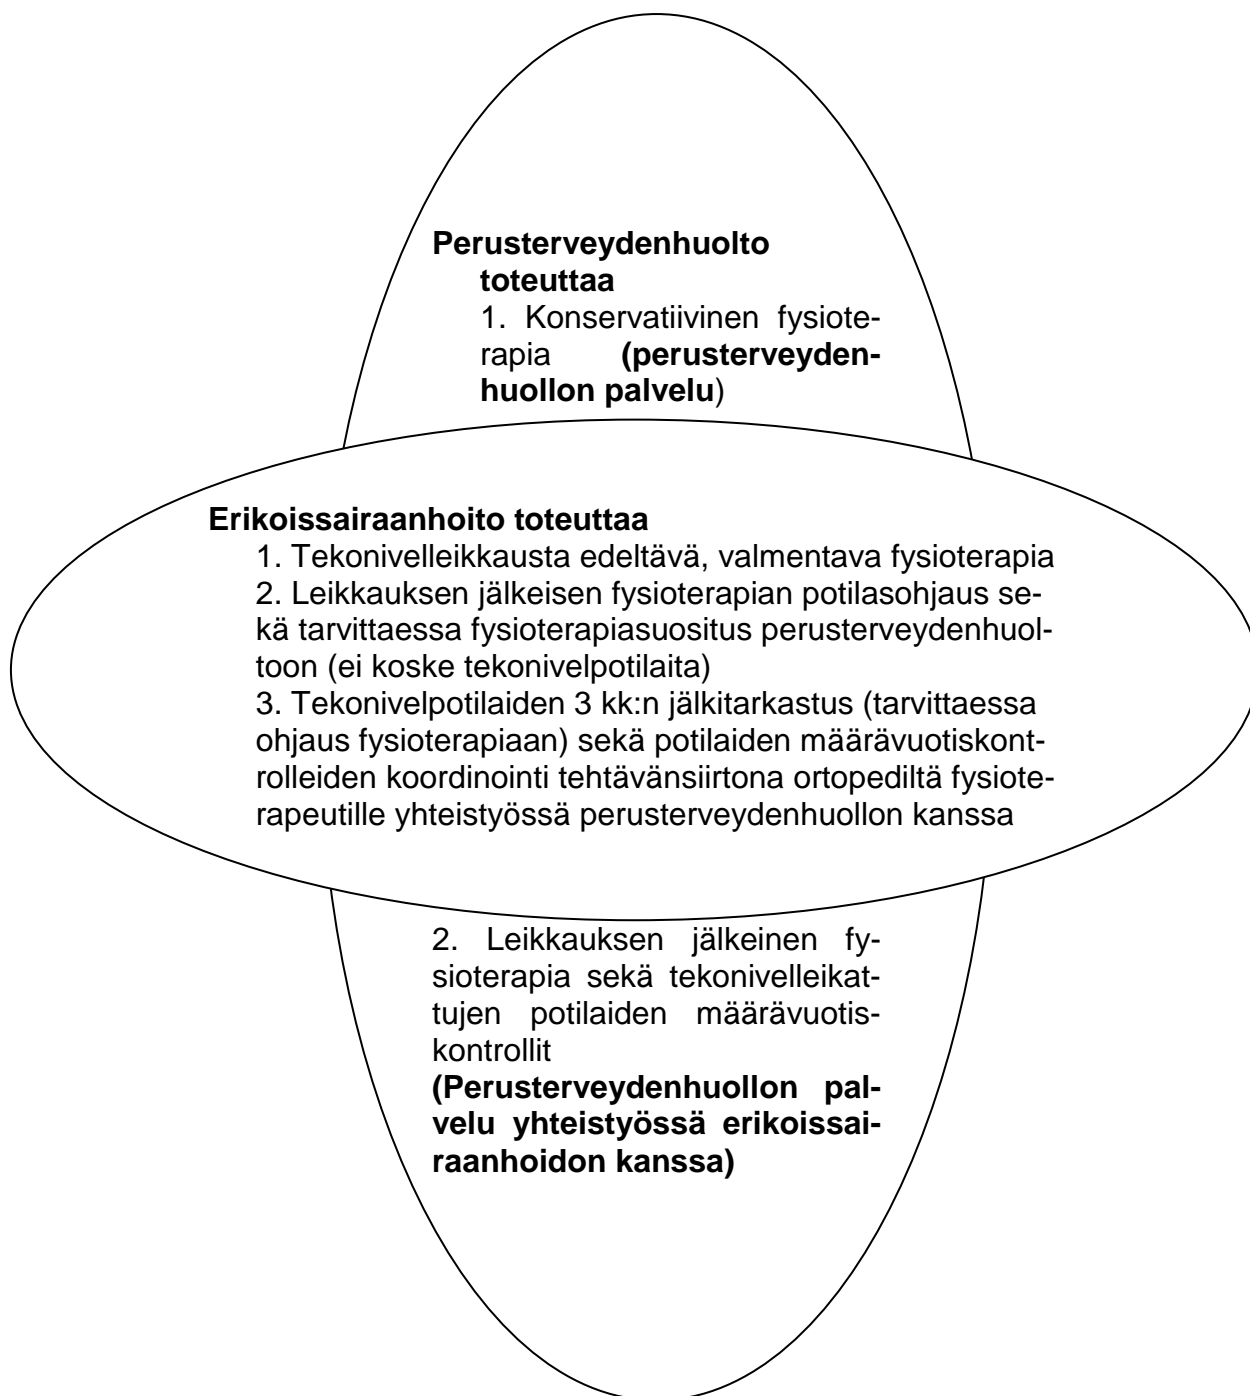 Perusterveydenhuolto
toteuttaa
1. Konservatiivinen fysiote-
rapia (perusterveyden-
huollon palvelu)
Erikoissairaanhoito toteuttaa
1. Tekonivelleikkausta edeltävä, valmentava fysioterapia
2. Leikkauksen jälkeisen fysioterapian potilasohjaus se-
kä tarvittaessa fysioterapiasuositus perusterveydenhuol-
toon (ei koske tekonivelpotilaita)
3. Tekonivelpotilaiden 3 kk:n jälkitarkastus (tarvittaessa
ohjaus fysioterapiaan) sekä potilaiden määrävuotiskont-
rolleiden koordinointi tehtävänsiirtona ortopediltä fysiote-
rapeutille yhteistyössä perusterveydenhuollon kanssa
2. Leikkauksen jälkeinen fy-
sioterapia sekä tekonivelleikat-
tujen potilaiden määrävuotis-
kontrollit
(Perusterveydenhuollon pal-
velu yhteistyössä erikoissai-
raanhoidon kanssa)